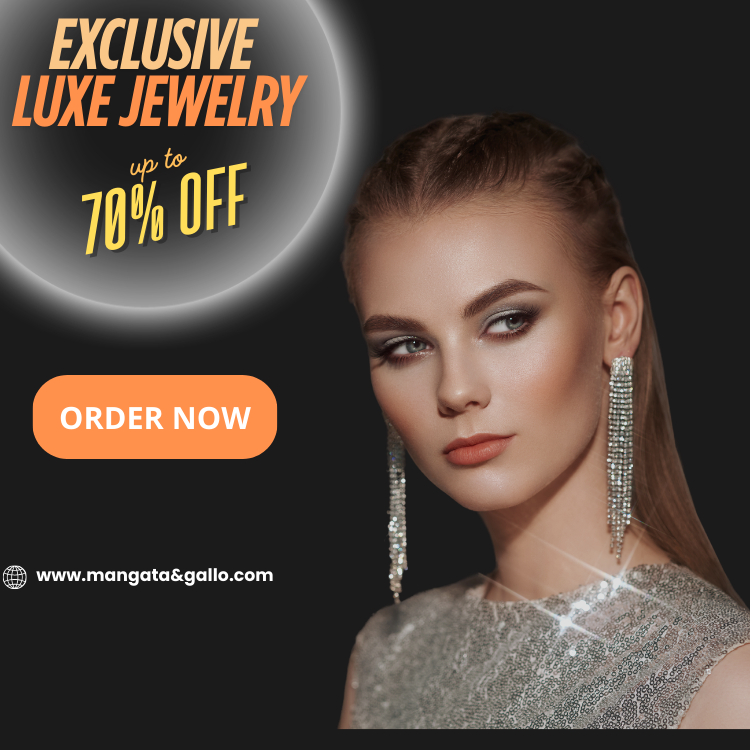 EXCLUSIVE
LUXE JEWELRY
up to
70% OFF
ORDER NOW
www.mangata&gallo.com